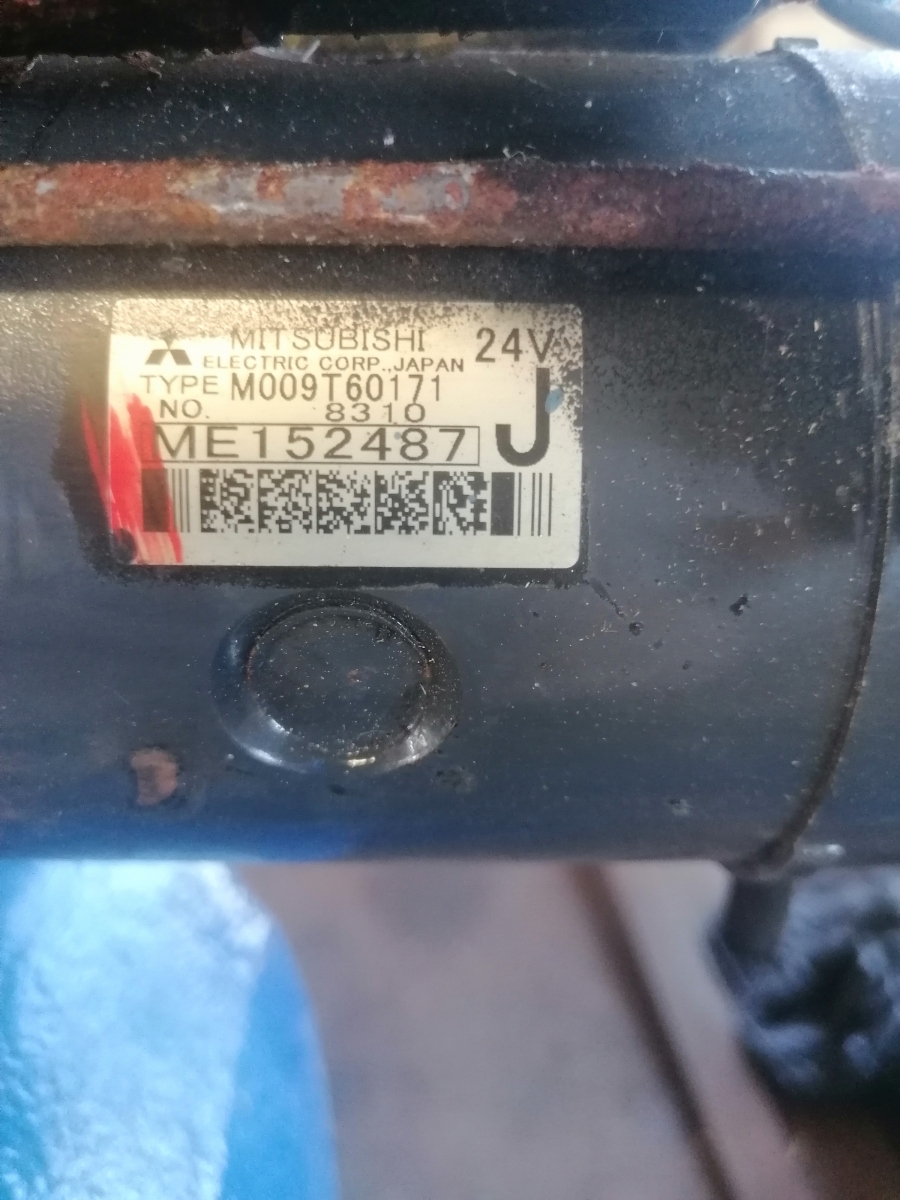 MITSUBISHI 24V
ELECTRIC CORP., JAPAN
TYPE M009T60171
NO. 8310 J
ME152487